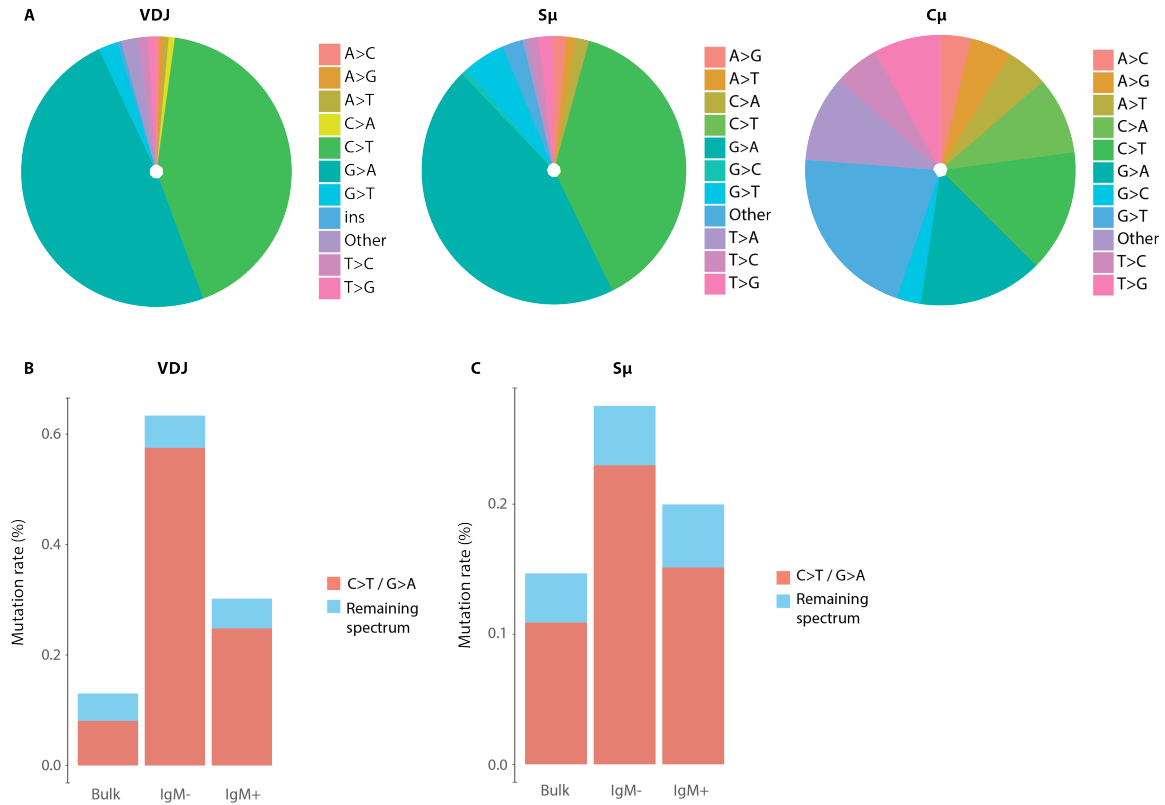 A
VDJ
Sµ
Cµ
A>C
A>G
A>T
C>A
C>T
G>A
G>T
ins
Other
T>C
T>G
A>G
A>T
C>A
C>T
G>A
G>C
G>T
Other
T>A
T>C
T>G
A>C
A>G
A>T
C>A
C>T
G>A
G>C
G>T
Other
T>C
T>G
B
VDJ
Mutation rate (%)
0.6
0.4
0.2
0.0
Bulk
IgM-
IgM+
C>T / G>A
Remaining
spectrum
C
Sµ
Mutation rate (%)
0.2
0.1
0.0
Bulk
IgM-
IgM+
C>T / G>A
Remaining
spectrum